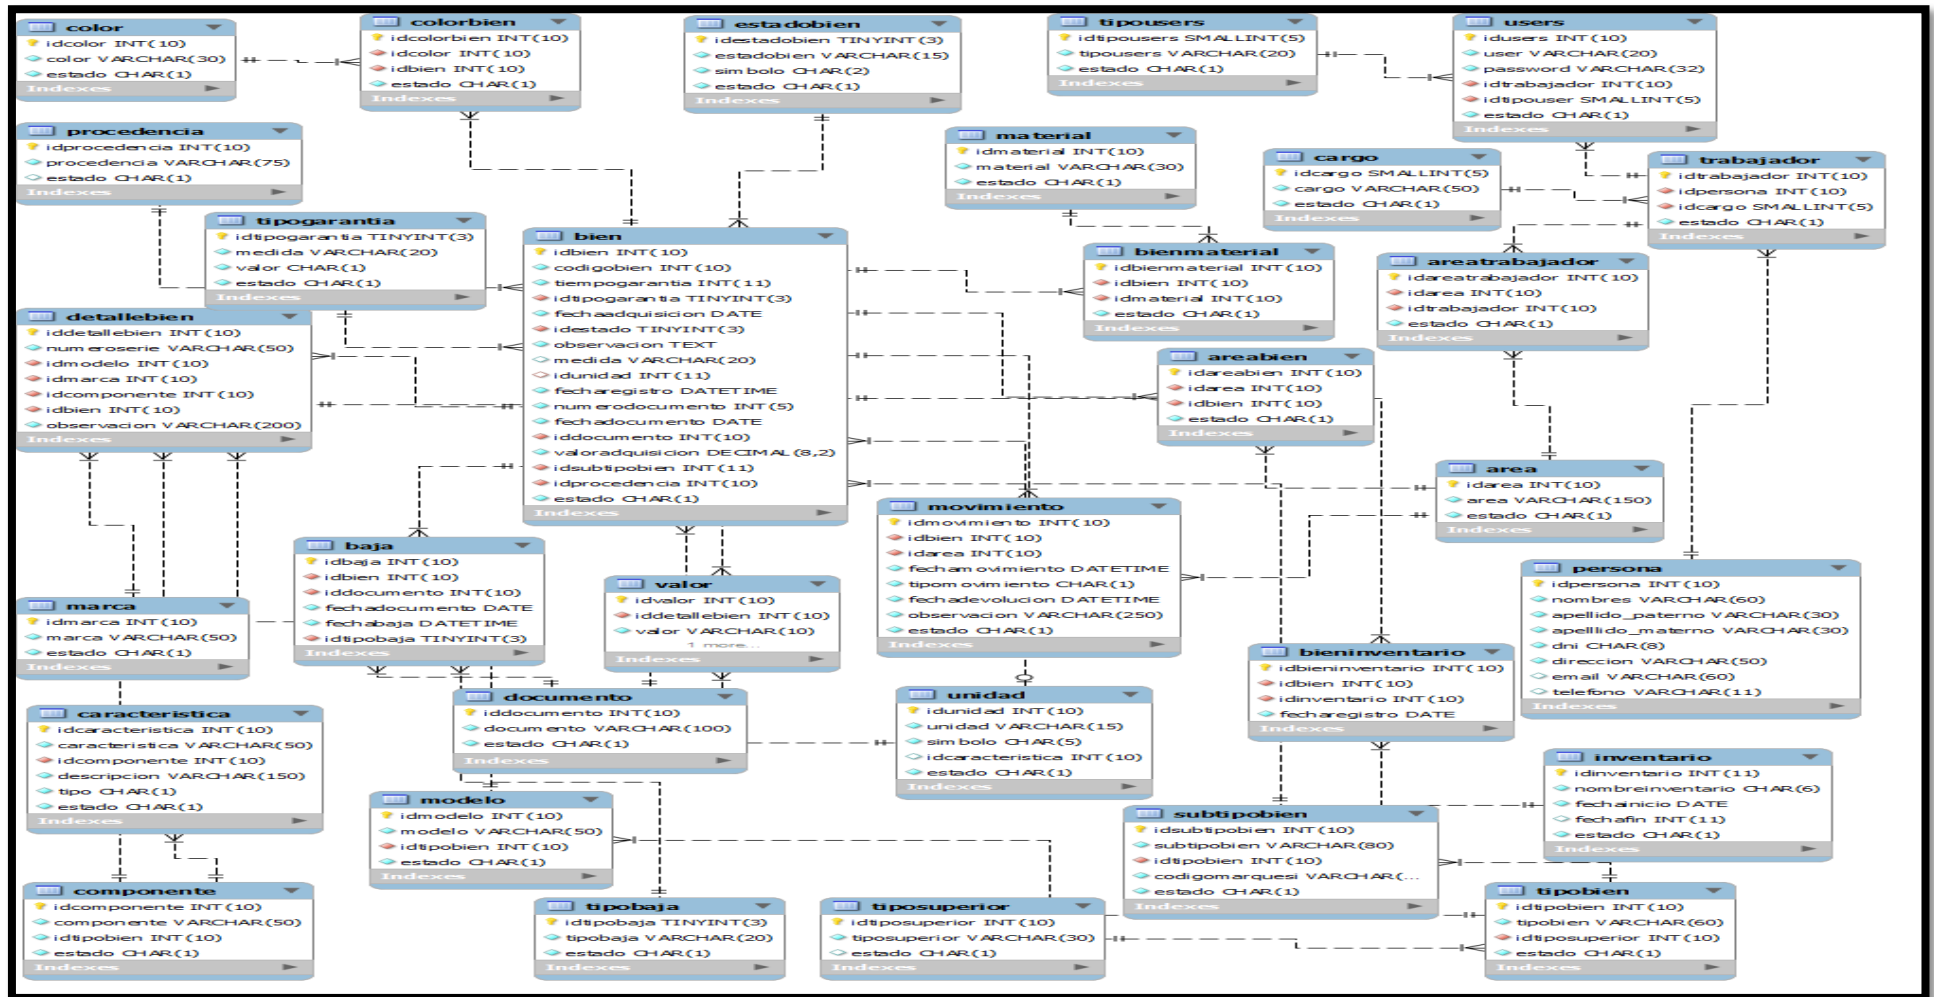 color
idcolor INT(10)
color VARCHAR(30)
estado CHAR(1)
Indexes
colorbien
idcolorbien INT(10)
idcolor INT(10)
idbien INT(10)
estado CHAR(1)
Indexes
estadobien
idestadobien TINYINT(3)
estadobien VARCHAR(15)
simbolo CHAR(2)
estado CHAR(1)
Indexes
tipousers
idtipousers SMALLINT(5)
tipousers VARCHAR(20)
estado CHAR(1)
Indexes
users
idusers INT(10)
user VARCHAR(20)
password VARCHAR(32)
idtrabajador INT(10)
idtipouser SMALLINT(5)
estado CHAR(1)
Indexes
procedencia
idprocedencia INT(10)
procedencia VARCHAR(75)
estado CHAR(1)
Indexes
material
idmaterial INT(10)
material VARCHAR(30)
estado CHAR(1)
Indexes
cargo
idcargo SMALLINT(5)
cargo VARCHAR(50)
estado CHAR(1)
Indexes
trabajador
idtrabajador INT(10)
idpersona INT(10)
idcargo SMALLINT(5)
estado CHAR(1)
Indexes
tipogarantia
idtipogarantia TINYINT(3)
medida VARCHAR(20)
valor CHAR(1)
estado CHAR(1)
Indexes
bien
idbien INT(10)
codigobien INT(10)
tiempogarantia INT(11)
idtipogarantia TINYINT(3)
fechaadquisicion DATE
idestado TINYINT(3)
observacion TEXT
medida VARCHAR(20)
idunidad INT(11)
fecharegistro DATETIME
numerodocumento INT(5)
fechadocumento DATE
iddocumento INT(10)
valoradquisicion DECIMAL(8,2)
idsubtipobien INT(11)
idprocedencia INT(10)
estado CHAR(1)
Indexes
bienmaterial
idbienmaterial INT(10)
idbien INT(10)
idmaterial INT(10)
estado CHAR(1)
Indexes
areatrabajador
idareatrabajador INT(10)
idarea INT(10)
idtrabajador INT(10)
estado CHAR(1)
Indexes
detallebien
iddetallebien INT(10)
numeroserie VARCHAR(50)
idmodelo INT(10)
idmarca INT(10)
idcomponente INT(10)
idbien INT(10)
observacion VARCHAR(200)
Indexes
areabien
idareabien INT(10)
idarea INT(10)
idbien INT(10)
estado CHAR(1)
Indexes
area
idarea INT(10)
area VARCHAR(150)
estado CHAR(1)
Indexes
movimiento
idmovimiento INT(10)
idbien INT(10)
idarea INT(10)
fechamovimiento DATETIME
tipomovimiento CHAR(1)
fechadevolucion DATETIME
observacion VARCHAR(250)
estado CHAR(1)
Indexes
baja
idbaja INT(10)
idbien INT(10)
iddocumento INT(10)
fechadocumento DATE
fechabaja DATETIME
idtipobaja TINYINT(3)
Indexes
valor
idvalor INT(10)
iddetallebien INT(10)
valor VARCHAR(10)
1 more...
Indexes
persona
idpersona INT(10)
nombres VARCHAR(60)
apellido_paterno VARCHAR(30)
apelllido_materno VARCHAR(30)
dni CHAR(8)
direccion VARCHAR(50)
email VARCHAR(60)
telefono VARCHAR(11)
Indexes
marca
idmarca INT(10)
marca VARCHAR(50)
estado CHAR(1)
Indexes
bieninventario
idbieninventario INT(10)
idbien INT(10)
idinventario INT(10)
fecharegistro DATE
Indexes
documento
iddocumento INT(10)
documento VARCHAR(100)
estado CHAR(1)
Indexes
unidad
idunidad INT(10)
unidad VARCHAR(15)
simbolo CHAR(5)
idcaracteristica INT(10)
estado CHAR(1)
Indexes
caracteristica
idcaracteristica INT(10)
caracteristica VARCHAR(50)
idcomponente INT(10)
descripcion VARCHAR(150)
tipo CHAR(1)
estado CHAR(1)
Indexes
inventario
idinventario INT(11)
nombreinventario CHAR(6)
fechainicio DATE
fechafin INT(11)
estado CHAR(1)
Indexes
modelo
idmodelo INT(10)
modelo VARCHAR(50)
idtipobien INT(10)
estado CHAR(1)
Indexes
subtipobien
idsubtipobien INT(10)
subtipobien VARCHAR(80)
idtipobien INT(10)
codigomarquesi VARCHAR(...
estado CHAR(1)
Indexes
componente
idcomponente INT(10)
componente VARCHAR(50)
idtipobien INT(10)
estado CHAR(1)
Indexes
tipobaja
idtipobaja TINYINT(3)
tipobaja VARCHAR(20)
estado CHAR(1)
Indexes
tiposuperior
idtiposuperior INT(10)
tiposuperior VARCHAR(30)
estado CHAR(1)
Indexes
tipobien
idtipobien INT(10)
tipobien VARCHAR(60)
idtiposuperior INT(10)
estado CHAR(1)
Indexes